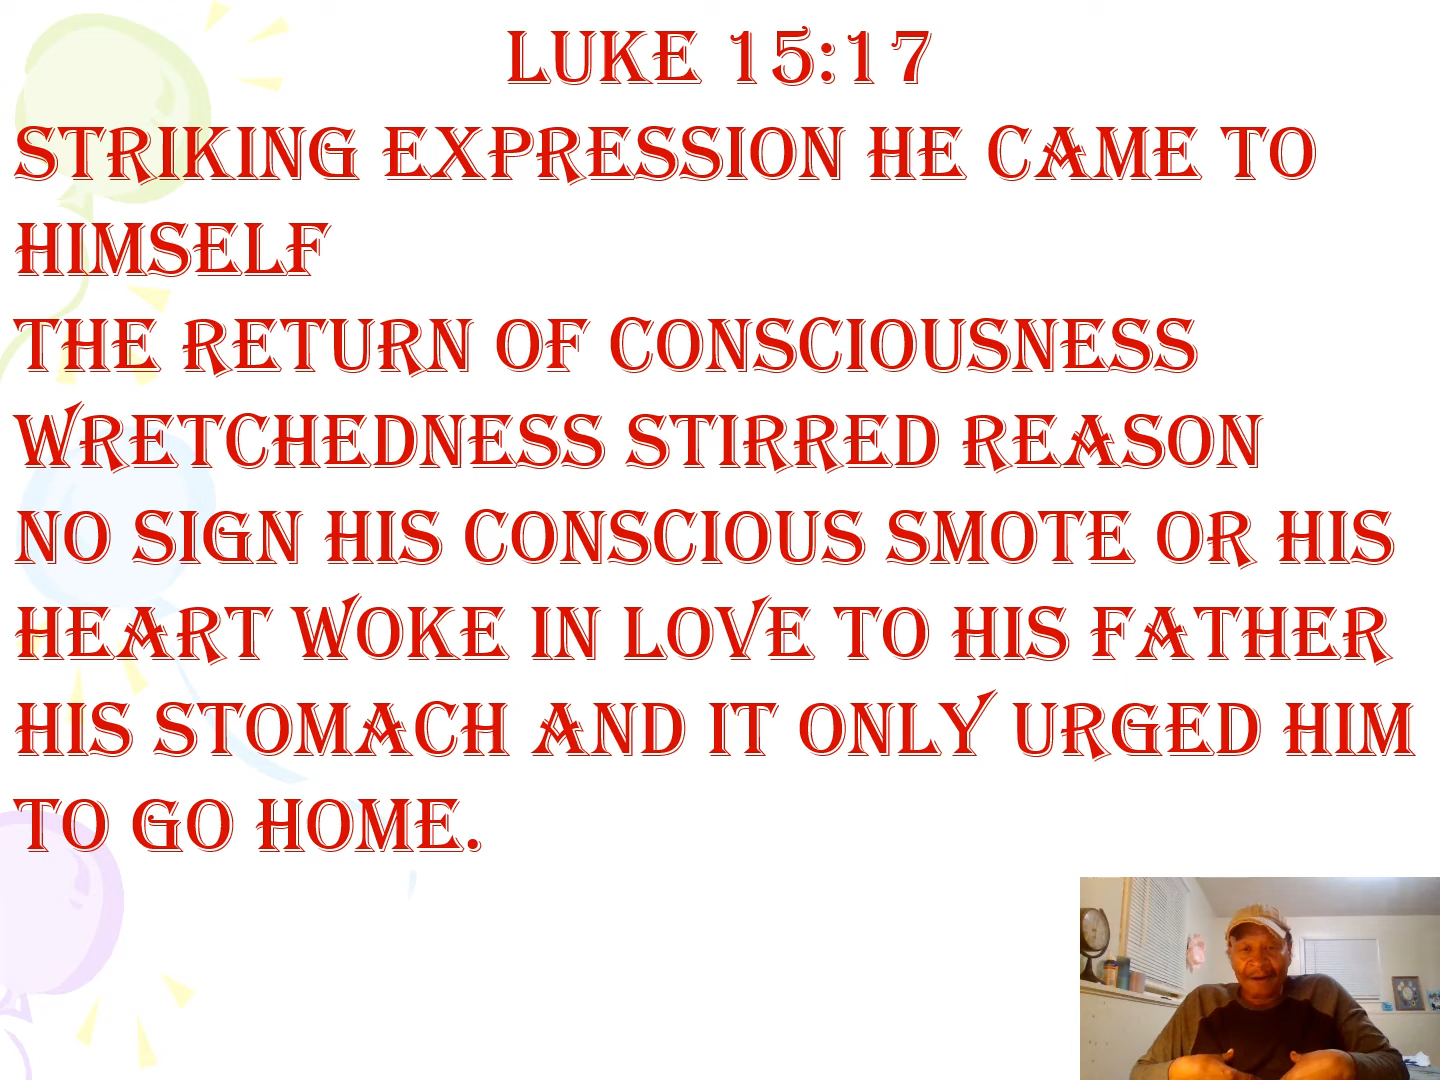 LUKE 15:17
STRIKING EXPRESSION HE CAME TO
HIMSELF
THE RETURN OF CONSCIOUSNESS
WRETCHEDNESS STIRRED REASON
NO SIGN HIS CONSCIOUS SMOTE OR HIS
HEART WOKE IN LOVE TO HIS FATHER
HIS STOMACH AND IT ONLY URGED HIM
TO GO HOME.